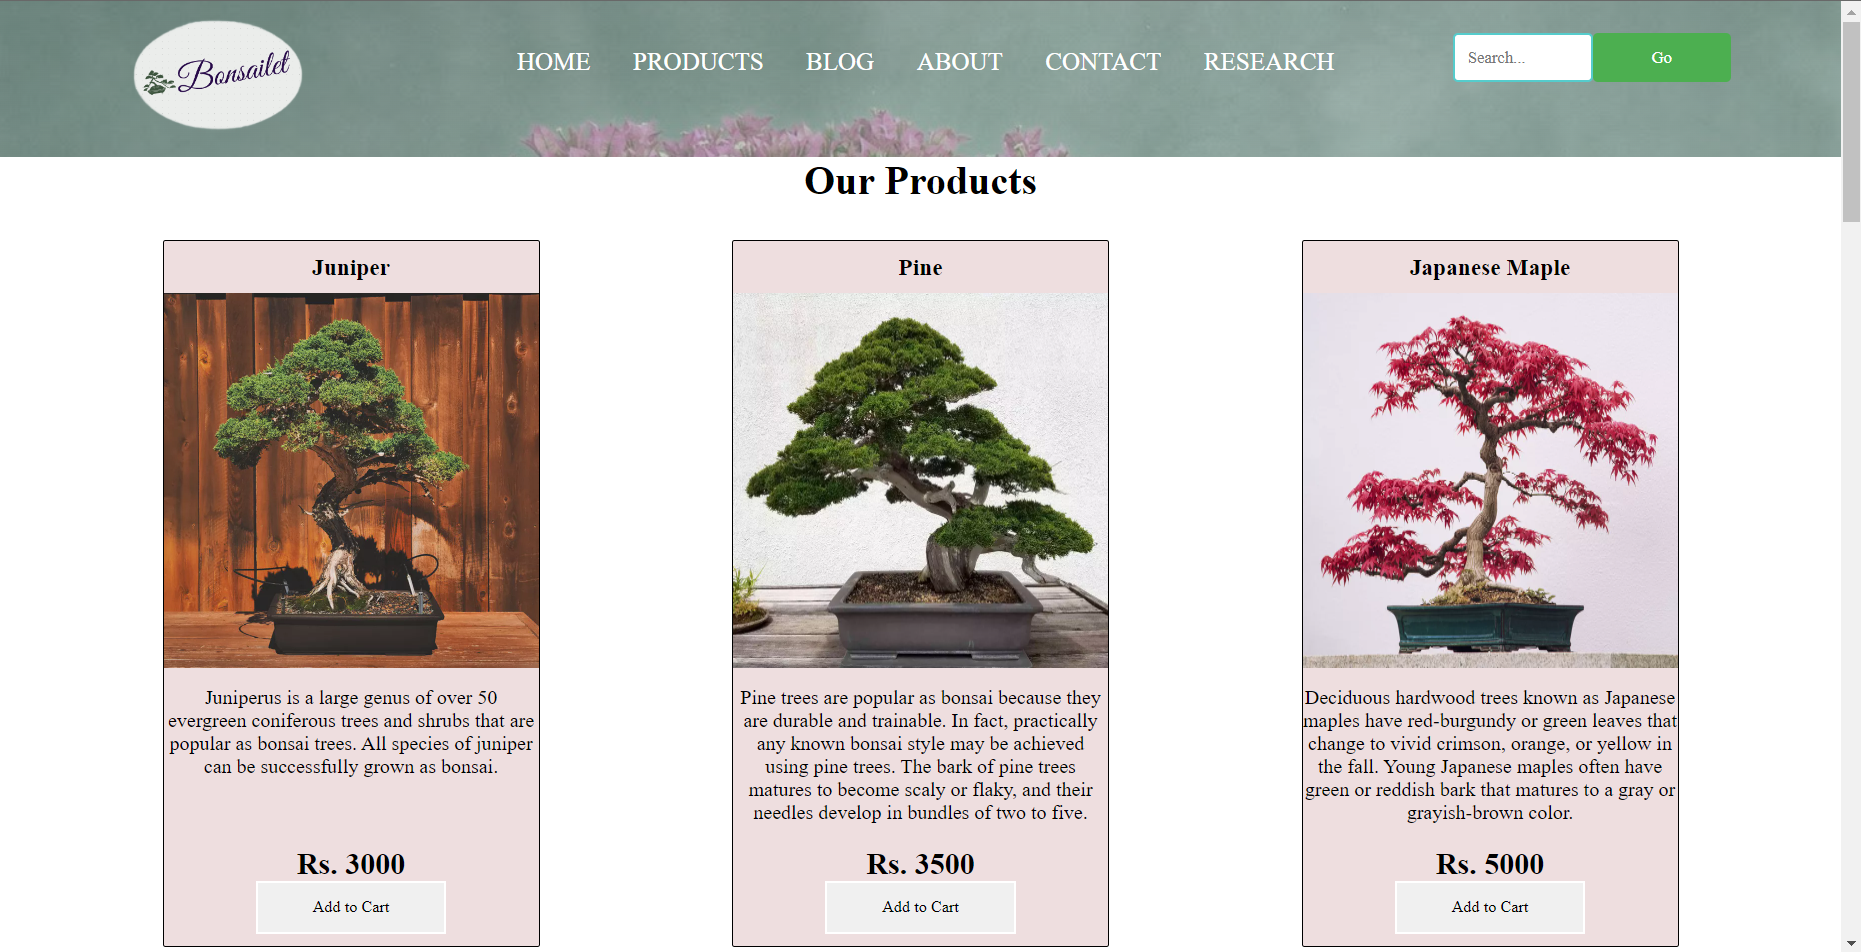 Bonsailet
HOME PRODUCTS BLOG ABOUT CONTACT RESEARCH
Search...
Go
Our Products
Juniper
Juniperus is a large genus of over 50
evergreen coniferous trees and shrubs that are
popular as bonsai trees. All species of juniper
can be successfully grown as bonsai.
Rs. 3000
Add to Cart
Pine
Pine trees are popular as bonsai because they
are durable and trainable. In fact, practically
any known bonsai style may be achieved
using pine trees. The bark of pine trees
matures to become scaly or flaky, and their
needles develop in bundles of two to five.
Rs. 3500
Add to Cart
Japanese Maple
Deciduous hardwood trees known as Japanese
maples have red-burgundy or green leaves that
change to vivid crimson, orange, or yellow in
the fall. Young Japanese maples often have
green or reddish bark that matures to a gray or
grayish-brown color.
Rs. 5000
Add to Cart